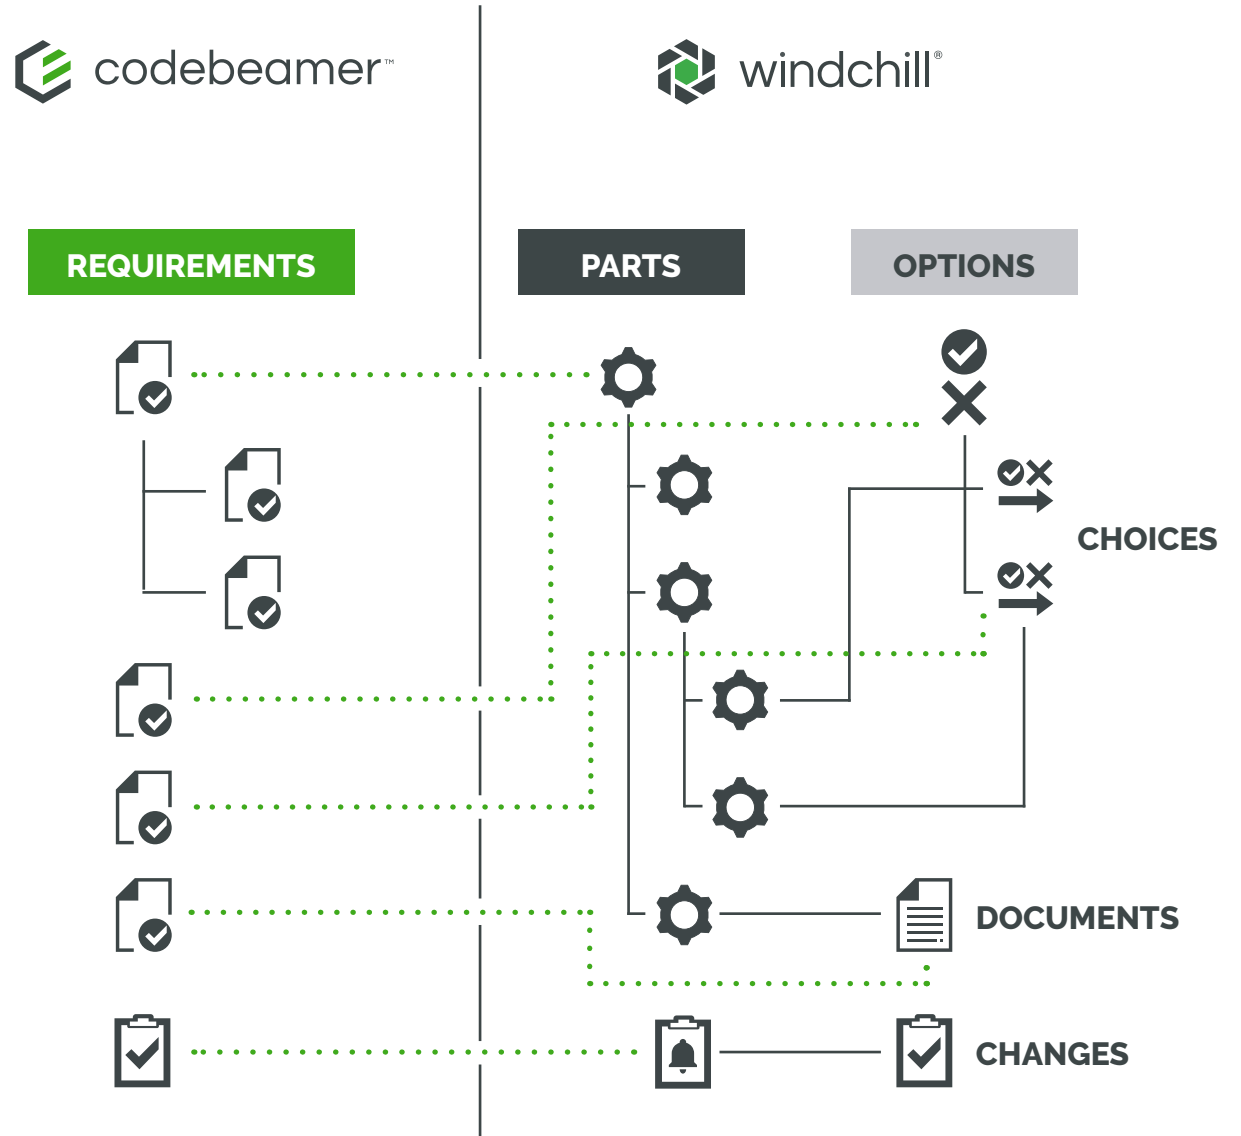 codebeamer™
windchill®
REQUIREMENTS
PARTS
OPTIONS
CHOICES
DOCUMENTS
CHANGES